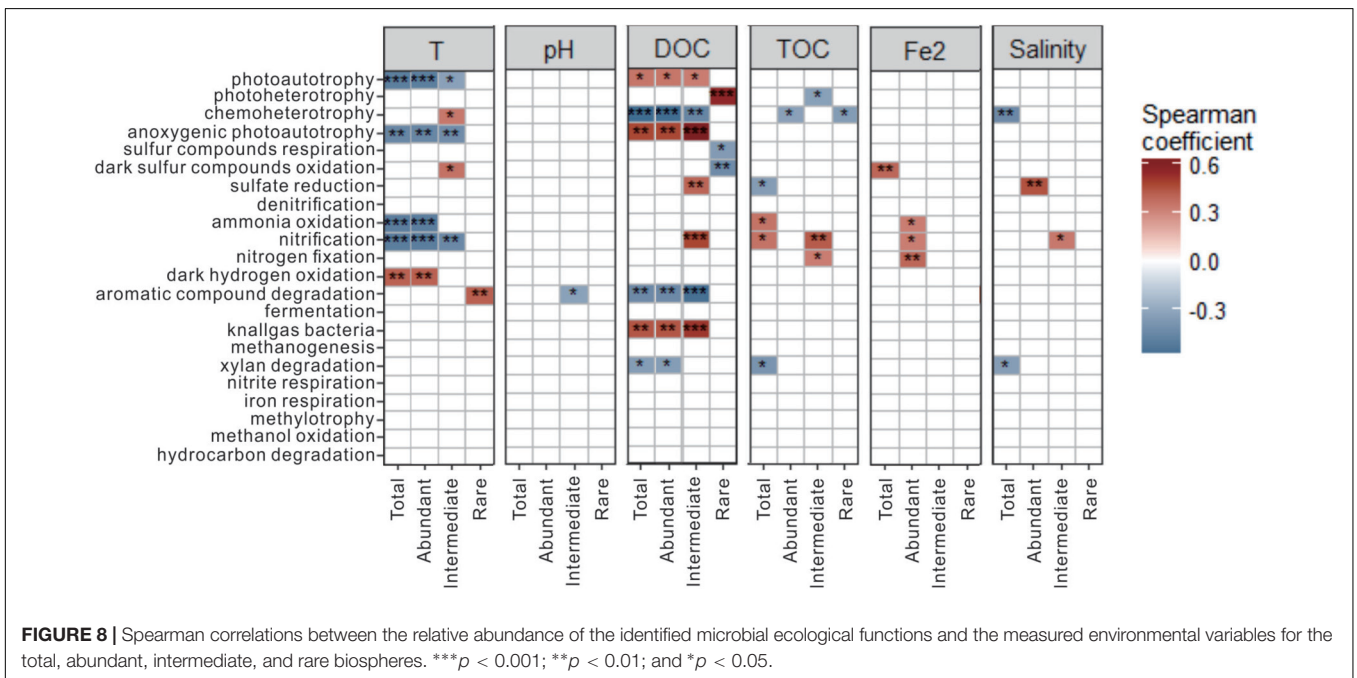 T pH DOC TOC Fe2 Salinity
photoautotrophy *** *** * * * *
photoheterotrophy *** *
chemoheterotrophy * *** *** ** * * **
anoxygenic photoautotrophy ** ** ** ** ** ***
sulfur compounds respiration *
dark sulfur compounds oxidation * ** **
sulfate reduction ** * **
denitrification
ammonia oxidation *** *** * *
nitrification *** *** ** *** * ** * *
nitrogen fixation * **
dark hydrogen oxidation ** **
aromatic compound degradation ** * ** ** ***
fermentation
knallgas bacteria ** ** ***
methanogenesis
xylan degradation * * * *
nitrite respiration
iron respiration
methylotrophy
methanol oxidation
hydrocarbon degradation
Total Abundant Intermediate Rare Total Abundant Intermediate Rare Total Abundant Intermediate Rare Total Abundant Intermediate Rare Total Abundant Intermediate Rare Total Abundant Intermediate Rare
Spearman
coefficient
0.6
0.3
0.0
-0.3
FIGURE 8 | Spearman correlations between the relative abundance of the identified microbial ecological functions and the measured environmental variables for the
total, abundant, intermediate, and rare biospheres. ***p < 0.001; **p < 0.01; and *p < 0.05.